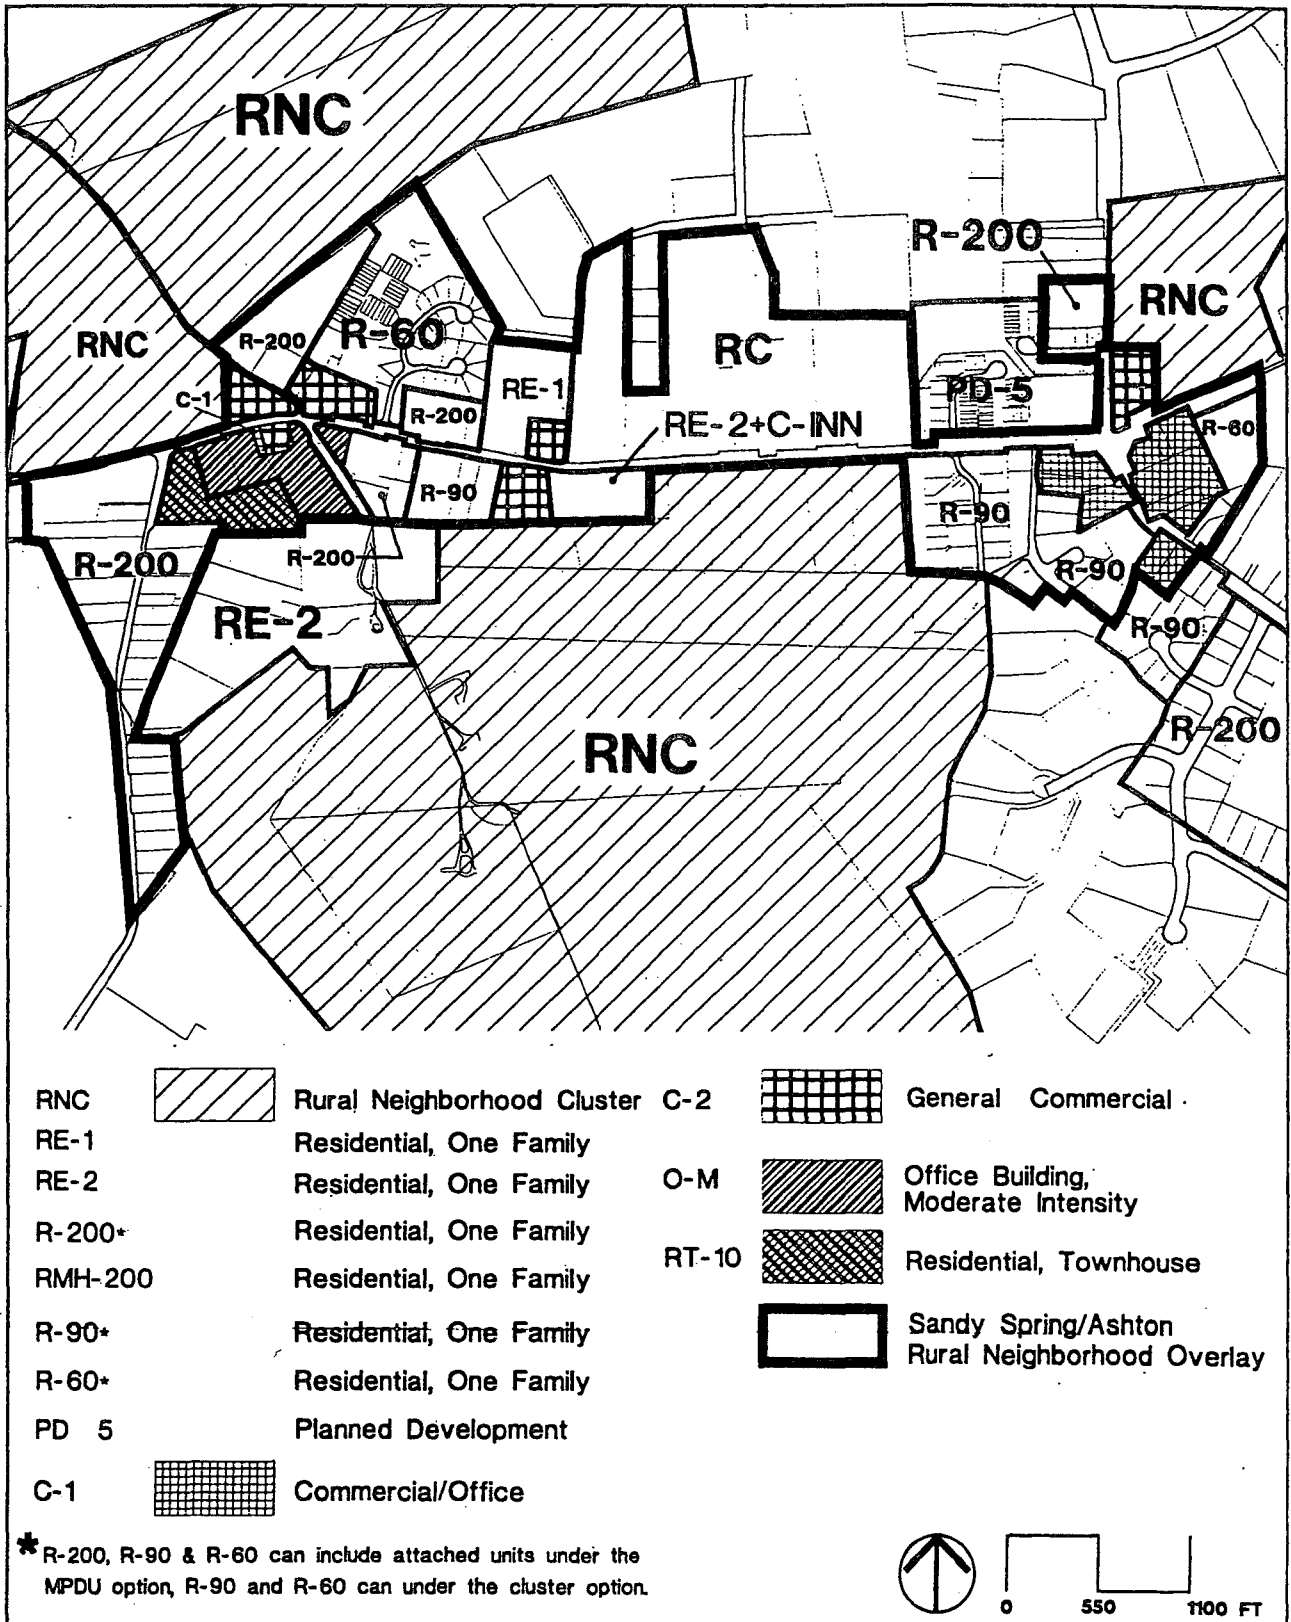 RNC
R-200
RNC
RNC
R-200
R-60
RC
C-1
RE-1
PD-5
R-200
RE-2+C-INN
R-60
R-90
R-90
R-200
R-200
R-90
RE-2
R-90
RNC
R-200
RNC Rural Neighborhood Cluster C-2 General Commercial
RE-1 Residential, One Family
RE-2 Residential, One Family O-M Office Building,
Moderate Intensity
R-200* Residential, One Family
RMH-200 Residential, One Family RT-10 Residential, Townhouse
R-90* Residential, One Family Sandy Spring/Ashton
Rural Neighborhood Overlay
R-60* Residential, One Family
PD 5 Planned Development
C-1 Commercial/Office
* R-200, R-90 & R-60 can include attached units under the
MPDU option, R-90 and R-60 can under the cluster option.
0 550 1100 FT